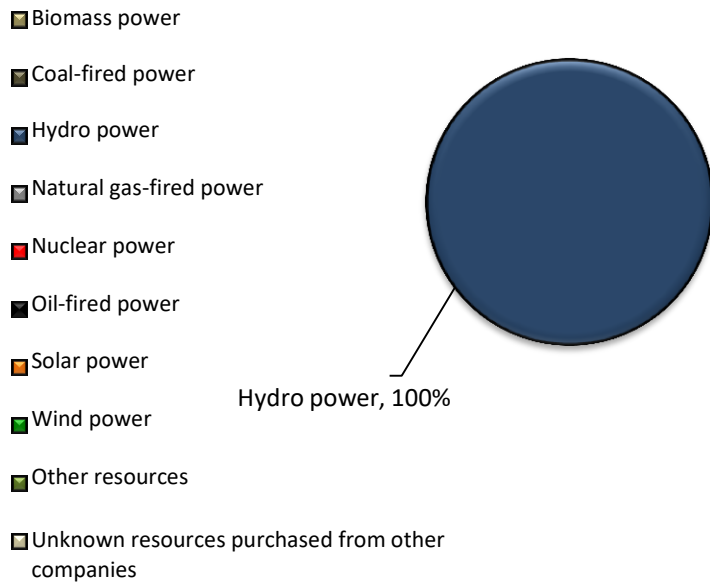 Biomass power
Coal-fired power
Hydro power
Natural gas-fired power
Nuclear power
Oil-fired power
Solar power
Wind power
Other resources
Unknown resources purchased from other
companies
Hydro power, 100%